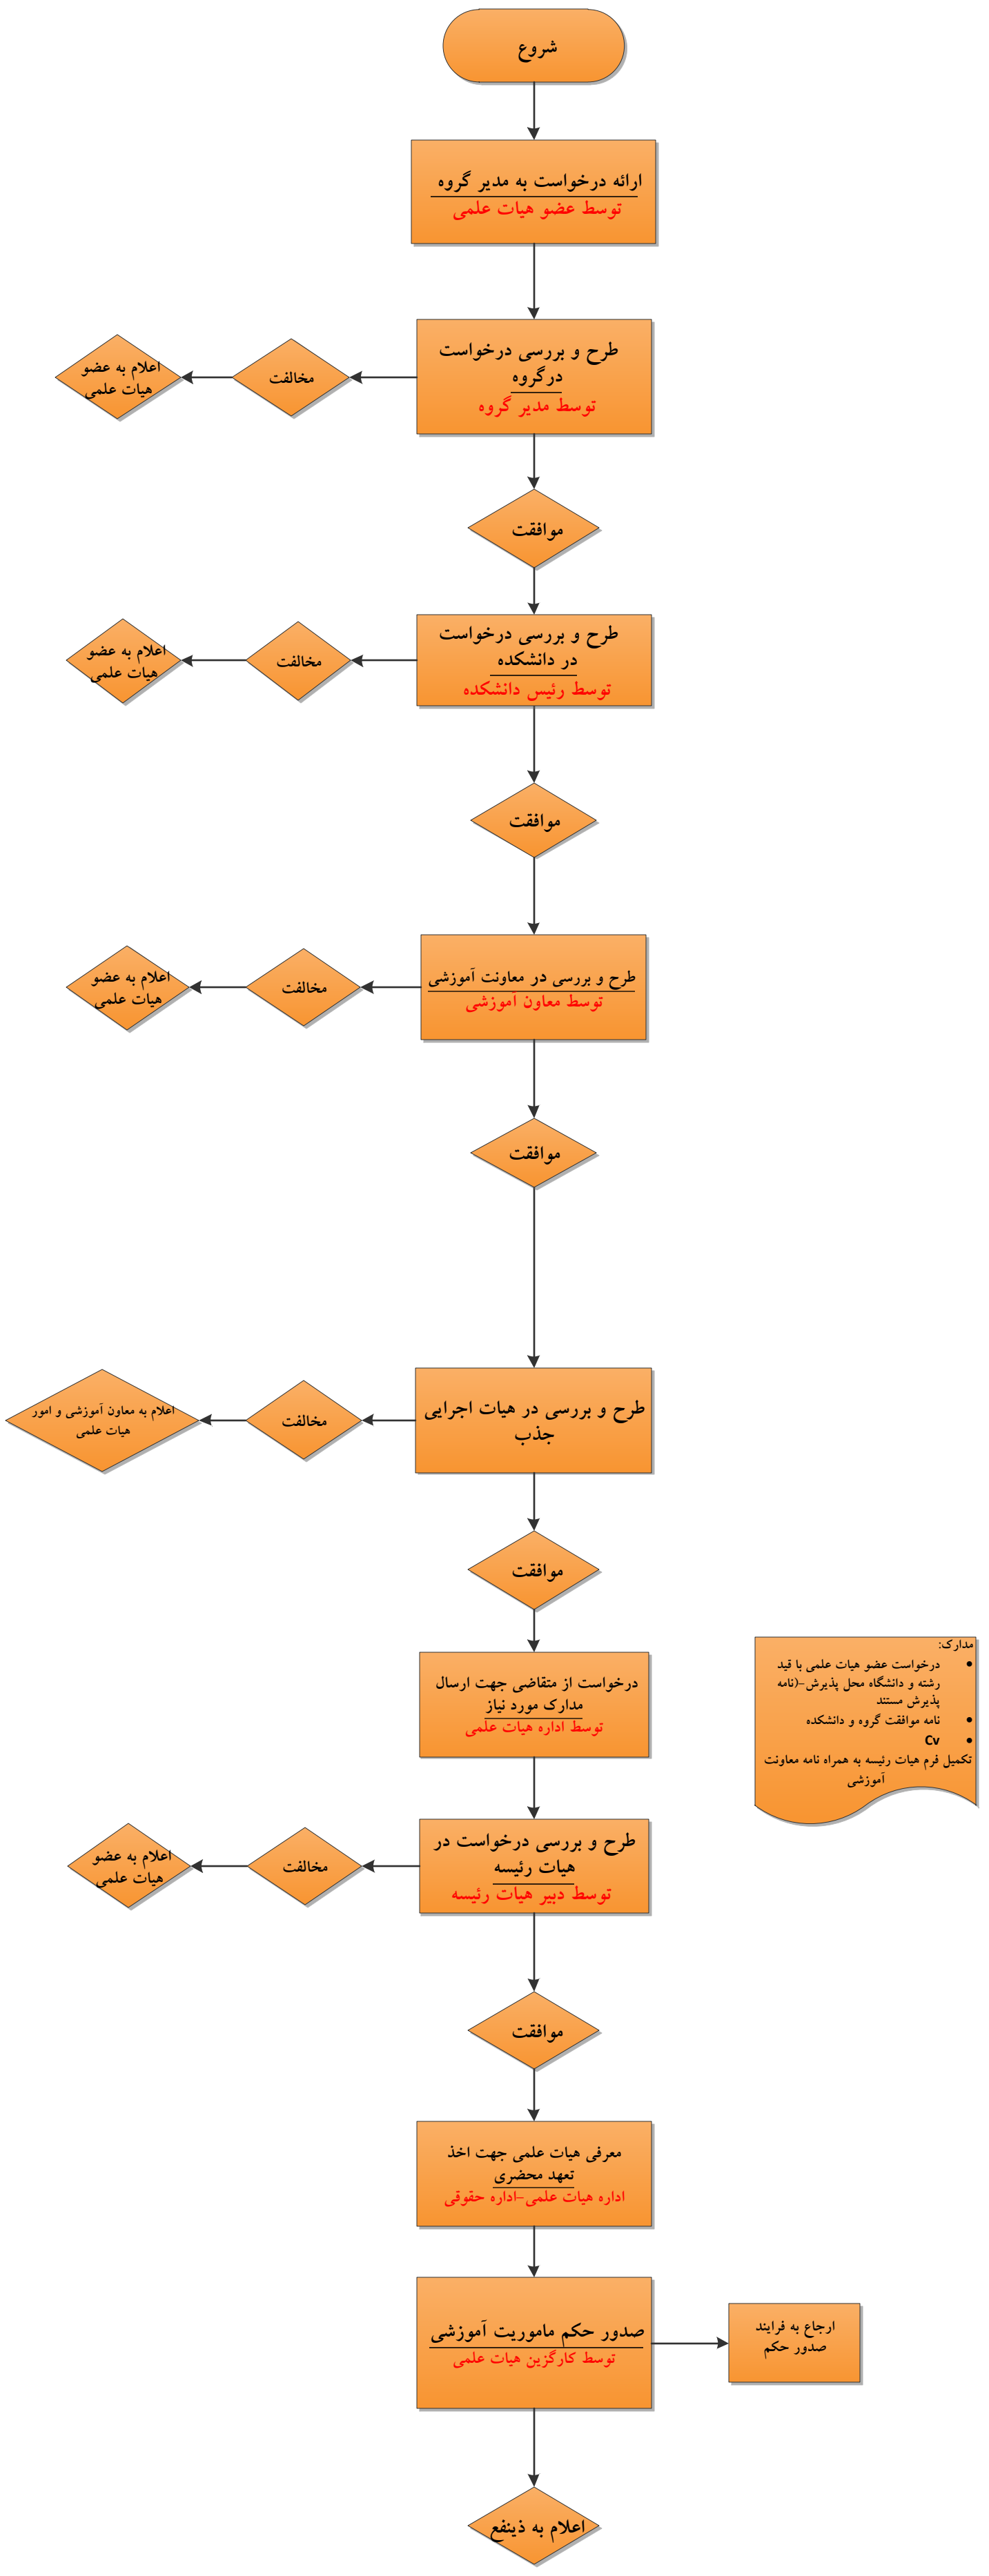 شروع
ارائه درخواست به مدیر گروه
توسط عضو هیات علمی
طرح و بررسی درخواست
درگروه
توسط مدیر گروه
مخالفت
اعلام به عضو
هیات علمی
موافقت
طرح و بررسی درخواست
در دانشکده
توسط رئیس دانشکده
مخالفت
اعلام به عضو
هیات علمی
موافقت
طرح و بررسی در معاونت آموزشی
توسط معاون آموزشی
مخالفت
اعلام به عضو
هیات علمی
موافقت
طرح و بررسی در هیات اجرایی
جذب
مخالفت
اعلام به معاون آموزشی و امور
هیات علمی
موافقت
درخواست از متقاضی جهت ارسال
مدارک مورد نیاز
توسط اداره هیات علمی
مدارک:
• درخواست عضو هیات علمی با قید
رشته و دانشگاه محل پذیرش-(نامه
پذیرش مستند
• نامه موافقت گروه و دانشکده
• Cv
تکمیل فرم هیات رئیسه به همراه نامه معاونت
آموزشی
طرح و بررسی درخواست در
هیات رئیسه
توسط دبیر هیات رئیسه
مخالفت
اعلام به عضو
هیات علمی
موافقت
معرفی هیات علمی جهت اخذ
تعهد محضری
اداره هیات علمی-اداره حقوقی
صدور حکم ماموریت آموزشی
توسط کارگزین هیات علمی
ارجاع به فرایند
صدور حکم
اعلام به ذینفع